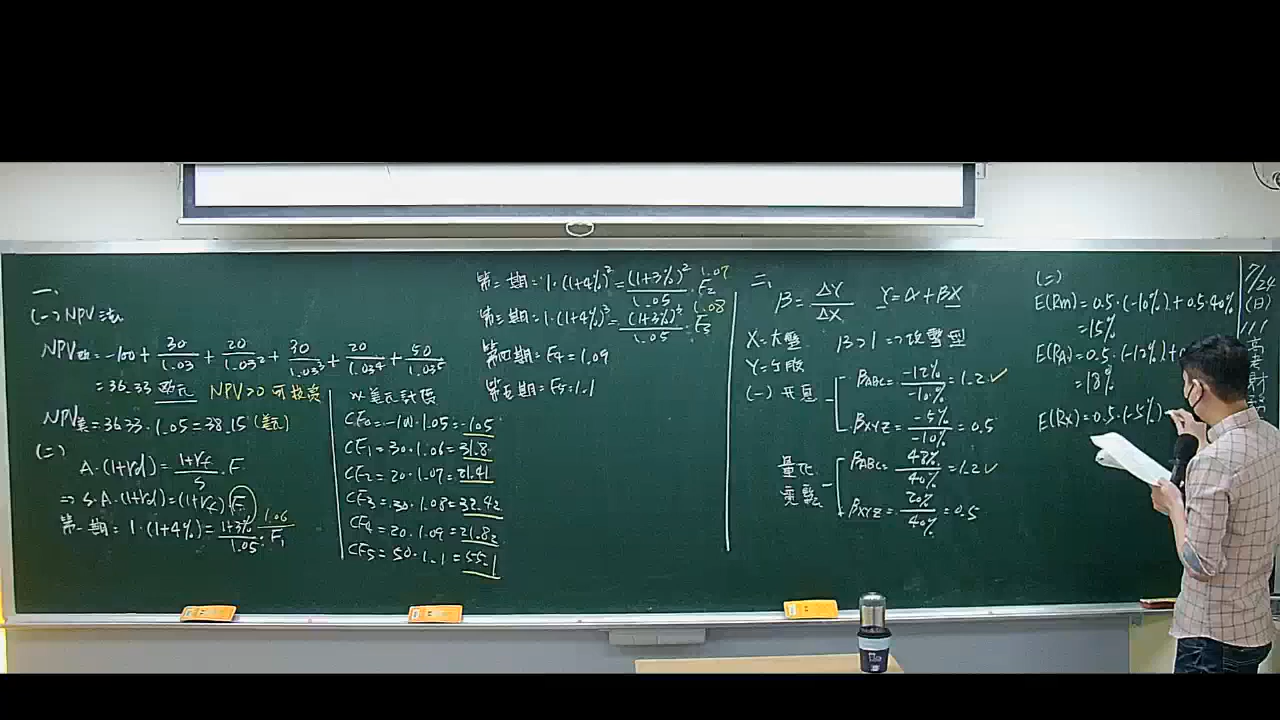 一、
(一) NPV法
NPV歐 = -100 + 30/1.03 + 20/1.03² + 30/1.03³ + 20/1.03⁴ + 50/1.03⁵
= 36.33 歐元 NPV>0 可投資
NPV美 = 36.33 · 1.05 = 38.15 (美元)
(二)
A·(1+rd) = (1+rf)/S · F
⇒ S·A·(1+rd) = (1+rf)·F
第一期 = 1·(1+4%) = (1+3%)/1.05 · F₁ 1.06
以美元計價
CF₀ = -100·1.05 = -105
CF₁ = 30·1.06 = 31.8
CF₂ = 20·1.07 = 21.41
CF₃ = 30·1.08 = 32.42
CF₄ = 20·1.09 = 21.82
CF₅ = 50·1.1 = 55.1
第二期 = 1·(1+4%)² = (1+3%)²/1.05 · F₂ 1.07
第三期 = 1·(1+4%)³ = (1+3%)³/1.05 · F₃ 1.08
第四期 = F₄ = 1.09
第五期 = F₅ = 1.1
二、
β = ΔY/ΔX Y = α + βX
X = 大盤 β>1 ⇒ 攻擊型
Y = 个股
(一) 升息
βABC = -12%/-10% = 1.2 ✓
βXYZ = -5%/-10% = 0.5
量化
寬鬆
βABC = 48%/40% = 1.2 ✓
βXYZ = 20%/40% = 0.5
(二)
E(Rm) = 0.5·(-10%) + 0.5·40%
= 15%
E(RA) = 0.5·(-12%) +
= 18%
E(Rx) = 0.5·(-5%)
7/24
(日)
111
高
財